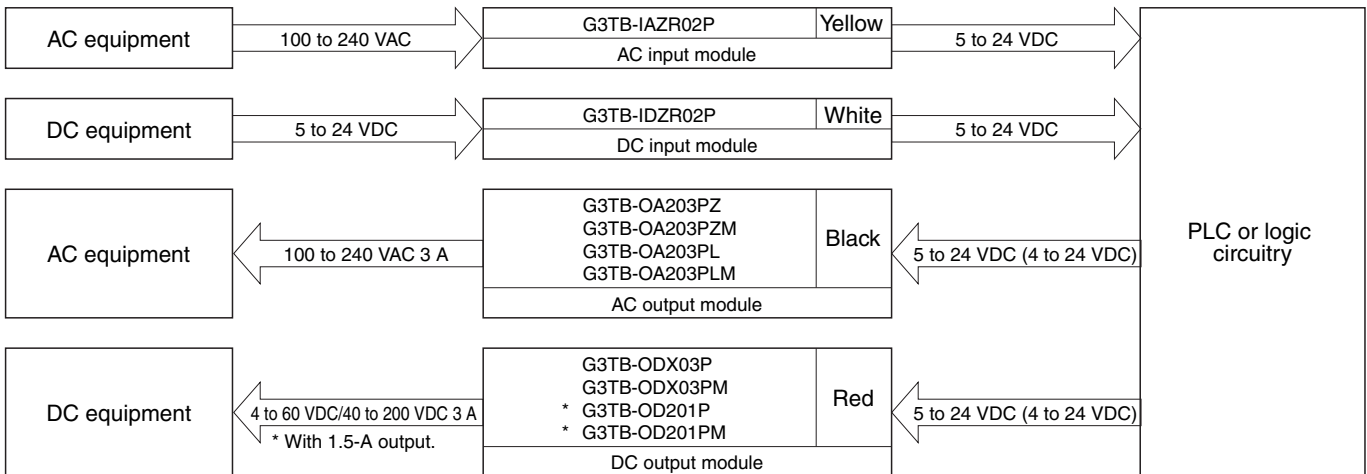 AC equipment
100 to 240 VAC
G3TB-IAZR02P
Yellow
AC input module
5 to 24 VDC
DC equipment
5 to 24 VDC
G3TB-IDZR02P
White
DC input module
5 to 24 VDC
AC equipment
100 to 240 VAC 3 A
G3TB-OA203PZ
G3TB-OA203PZM
G3TB-OA203PL
G3TB-OA203PLM
Black
AC output module
5 to 24 VDC (4 to 24 VDC)
PLC or logic
circuitry
DC equipment
4 to 60 VDC/40 to 200 VDC 3 A
* With 1.5-A output.
G3TB-ODX03P
G3TB-ODX03PM
* G3TB-OD201P
* G3TB-OD201PM
Red
DC output module
5 to 24 VDC (4 to 24 VDC)